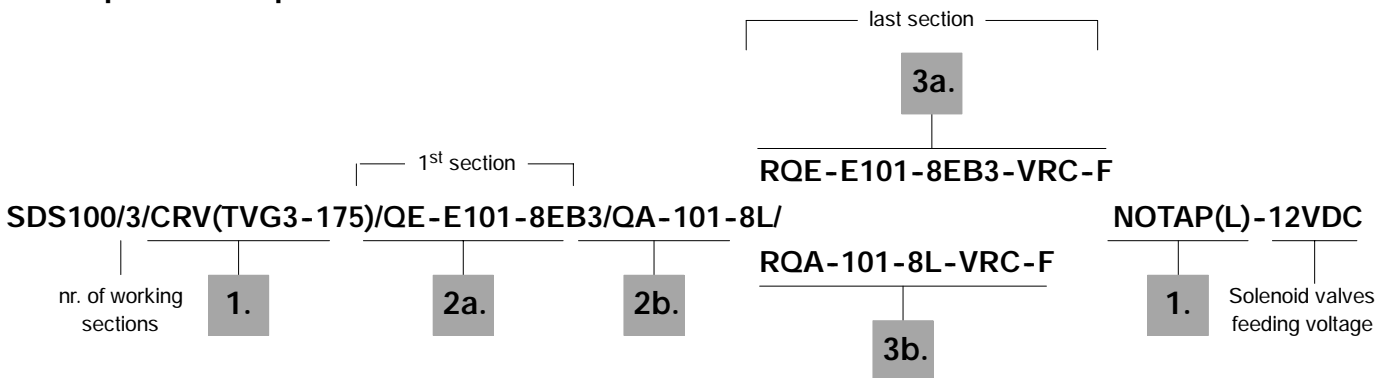 last section
3a.
1st section
RQE-E101-8EB3-VRC-F
SDS100/3/CRV(TVG3-175)/QE-E101-8EB3/QA-101-8L/
NOTAP(L)-12VDC
RQA-101-8L-VRC-F
nr. of working
sections
1.
2a.
2b.
3b.
1.
Solenoid valves
feeding voltage